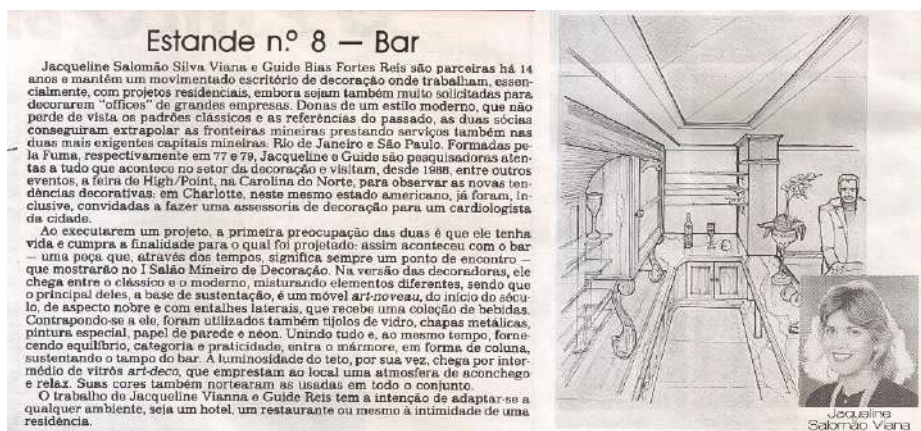 Estande n.º 8 — Bar
Jacqueline Salomão Silva Viana e Guide Bias Fortes Reis são parceiras há 14
anos e mantém um movimentado escritório de decoração onde trabalham, essen-
cialmente, com projetos residenciais, embora sejam também muito solicitadas para
decorarem "offices" de grandes empresas. Donas de um estilo moderno, que não
perde de vista os padrões clássicos e as referências do passado, as duas sócias
conseguiram extrapolar as fronteiras mineiras prestando serviços também nas
duas mais exigentes capitais mineiras: Rio de Janeiro e São Paulo. Formadas pe-
la Fuma, respectivamente em 77 e 79, Jacqueline e Guide são pesquisadoras aten-
tas a tudo que acontece no setor da decoração e visitam, desde 1988, entre outros
eventos, a feira de High/Point, na Carolina do Norte, para observar as novas ten-
dências decorativas: em Charlotte, neste mesmo estado americano, já foram, in-
clusive, convidadas a fazer uma assessoria de decoração para um cardiologista
da cidade.
Ao executarem um projeto, a primeira preocupação das duas é que ele tenha
vida e cumpra a finalidade para o qual foi projetado: assim aconteceu com o bar
— uma poça que, através dos tempos, significa sempre um ponto de encontro —
que mostrarão no I Salão Mineiro de Decoração. Na versão das decoradoras, ele
chega entre o clássico e o moderno, misturando elementos diferentes, sendo que
o principal deles, a base de sustentação, é um móvel art-noveau, do início do sécu-
lo, de aspecto nobre e com entalhes laterais, que recebe uma coleção de bebidas.
Contrapondo-se a ele, foram utilizados também tijolos de vidro, chapas metálicas,
pintura especial, papel de parede e néon. Unindo tudo e, ao mesmo tempo, forne-
cendo equilíbrio, categoria e praticidade, entra o mármore, em forma de coluna,
sustentando o tampo do bar. A luminosidade do teto, por sua vez, chega por inter-
médio de vitrôs art-deco, que emprestam ao local uma atmosfera de aconchego
e relax. Suas cores também nortearam as usadas em todo o conjunto.
O trabalho de Jacqueline Vianna e Guide Reis tem a intenção de adaptar-se a
qualquer ambiente, seja um hotel, um restaurante ou mesmo à intimidade de uma
residência.
Jaqueline
Salomão Viana